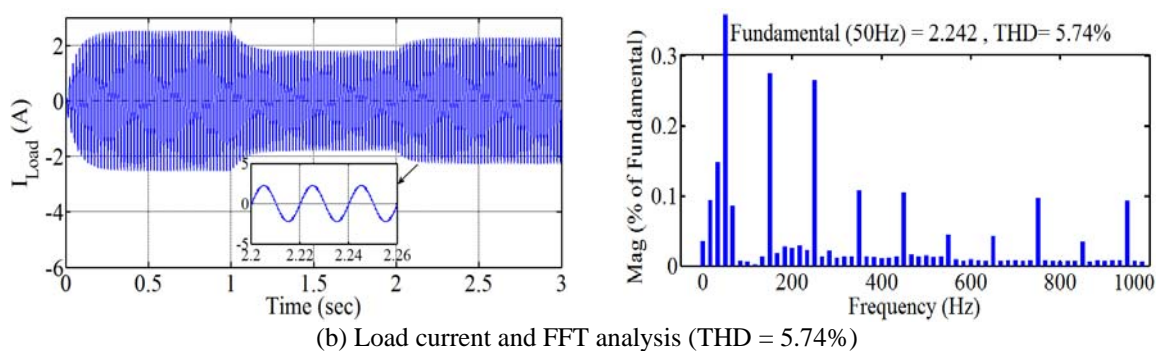 2
0
-2
-4
-6
I_Load (A)
5
0
-5
2.2 2.22 2.24 2.26
0 0.5 1 1.5 2 2.5 3
Time (sec)
Fundamental (50Hz) = 2.242 , THD= 5.74%
0.3
0.2
0.1
0
Mag (% of Fundamental)
0 200 400 600 800 1000
Frequency (Hz)
(b) Load current and FFT analysis (THD = 5.74%)